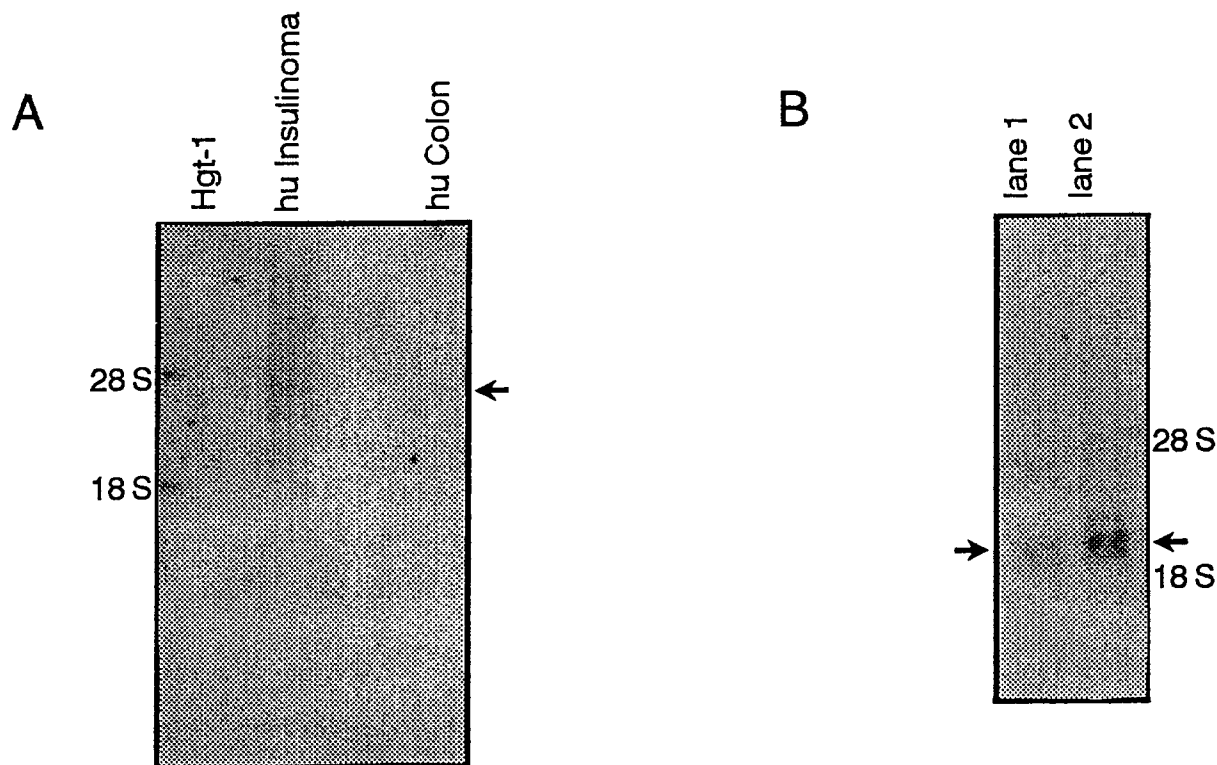 A
Hgt-1
hu Insulinoma
hu Colon
28 S
18 S
B
lane 1
lane 2
28 S
18 S